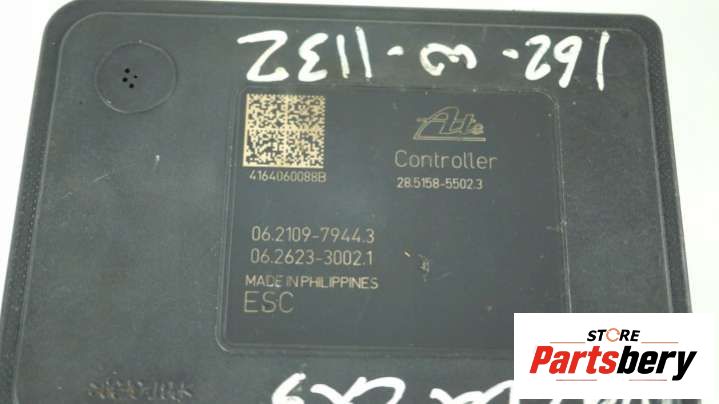 162-W-1132
Ate
Controller
28.5158-5502.3
4164060088B
06.2109-7944.3
06.2623-3002.1
MADE IN PHILIPPINES
ESC
STORE
Partsbery